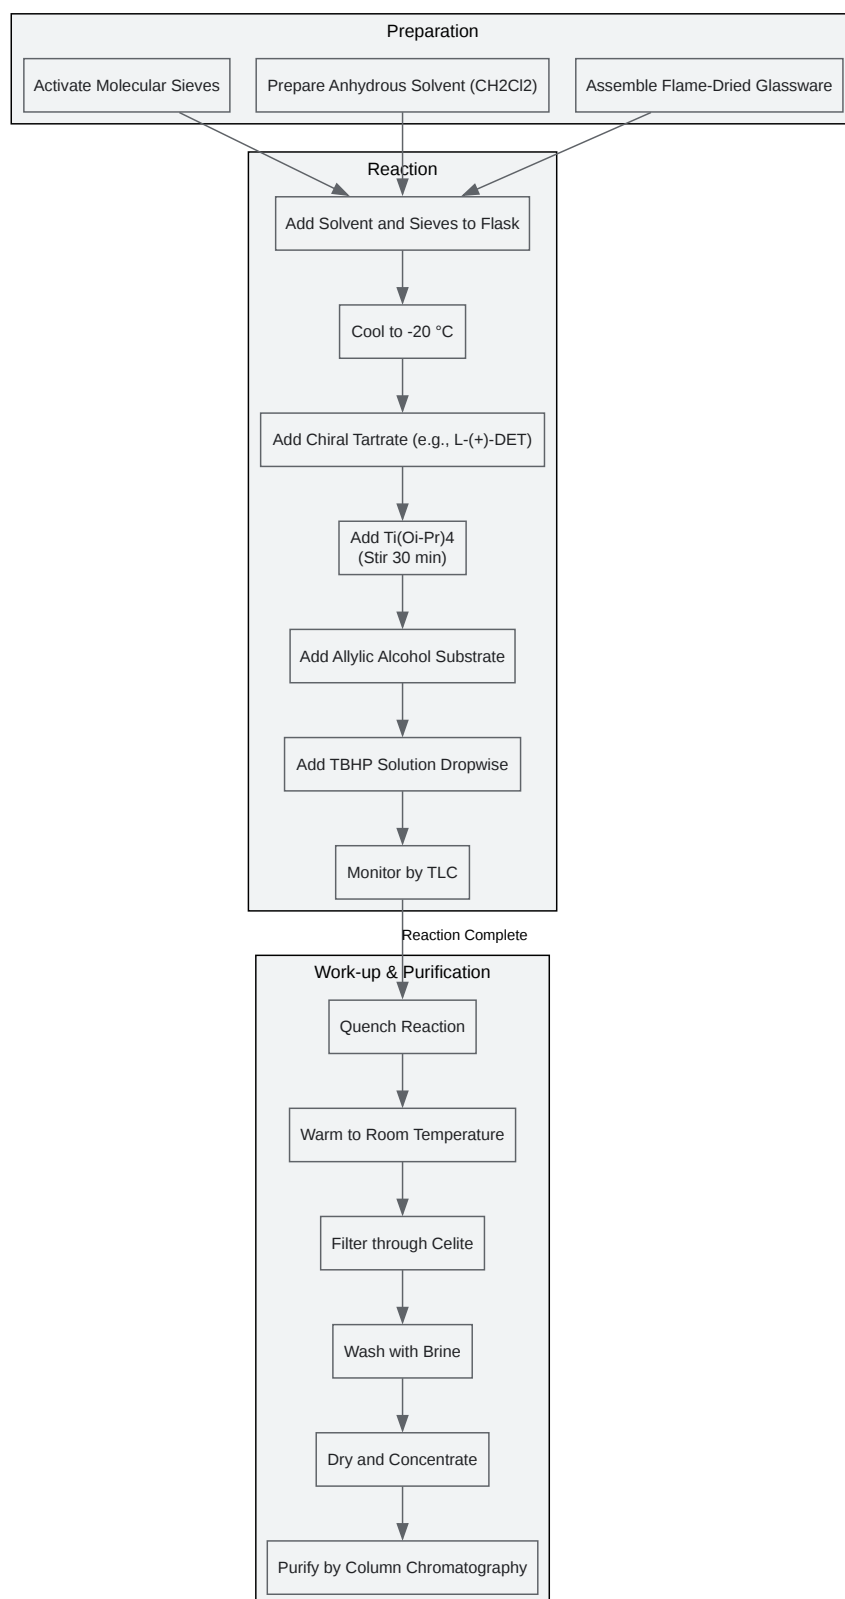 Preparation
Activate Molecular Sieves
Prepare Anhydrous Solvent (CH2Cl2)
Assemble Flame-Dried Glassware
Reaction
Add Solvent and Sieves to Flask
Cool to -20 °C
Add Chiral Tartrate (e.g., L-(+)-DET)
Add Ti(Oi-Pr)4
(Stir 30 min)
Add Allylic Alcohol Substrate
Add TBHP Solution Dropwise
Monitor by TLC
Reaction Complete
Work-up & Purification
Quench Reaction
Warm to Room Temperature
Filter through Celite
Wash with Brine
Dry and Concentrate
Purify by Column Chromatography